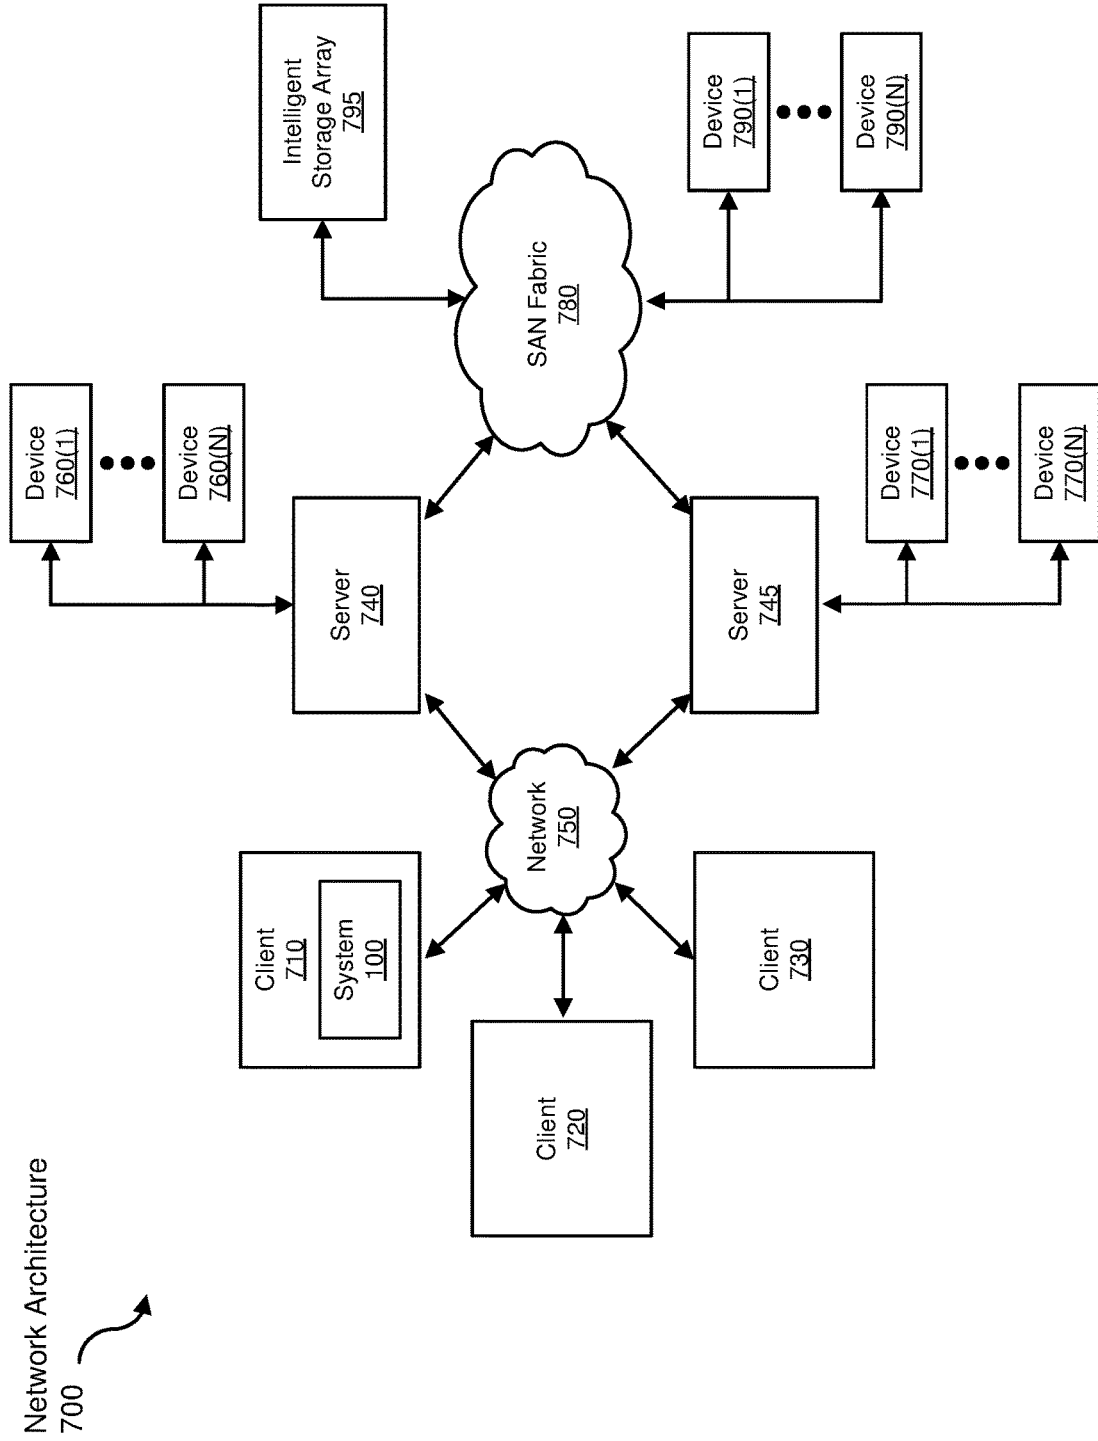 Network Architecture
700
Client
710
System
100
Client
720
Client
730
Network
750
Server
740
Server
745
Device
760(1)
Device
760(N)
Device
770(1)
Device
770(N)
SAN Fabric
780
Intelligent
Storage Array
795
Device
790(1)
Device
790(N)